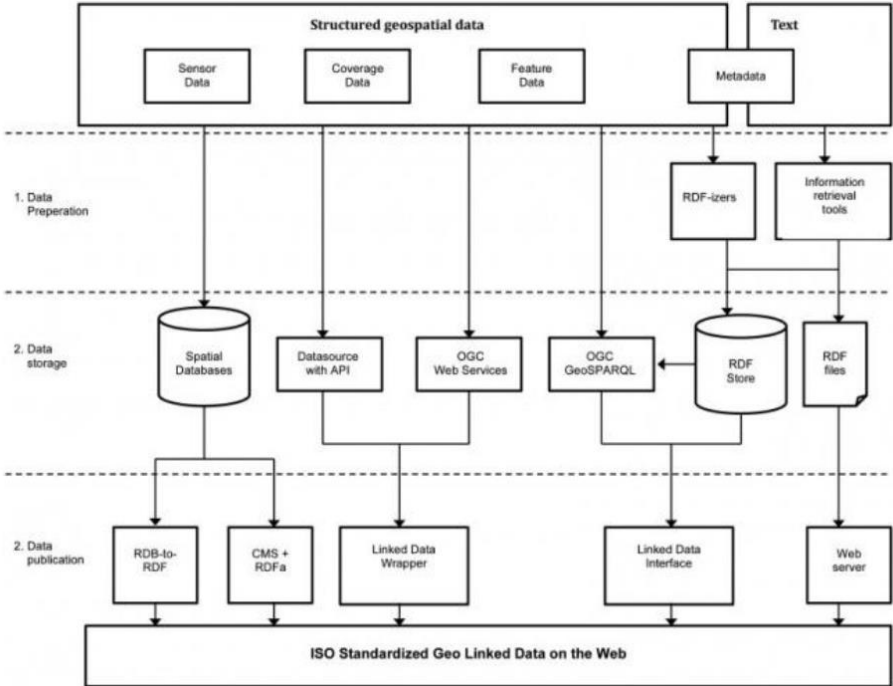 Structured geospatial data
Text
Sensor
Data
Coverage
Data
Feature
Data
Metadata
1. Data
Preperation
RDF-izers
Information
retrieval
tools
2. Data
storage
Spatial
Databases
Datasource
with API
OGC
Web Services
OGC
GeoSPARQL
RDF
Store
RDF
files
2. Data
publication
RDB-to-
RDF
CMS +
RDFa
Linked Data
Wrapper
Linked Data
Interface
Web
server
ISO Standardized Geo Linked Data on the Web